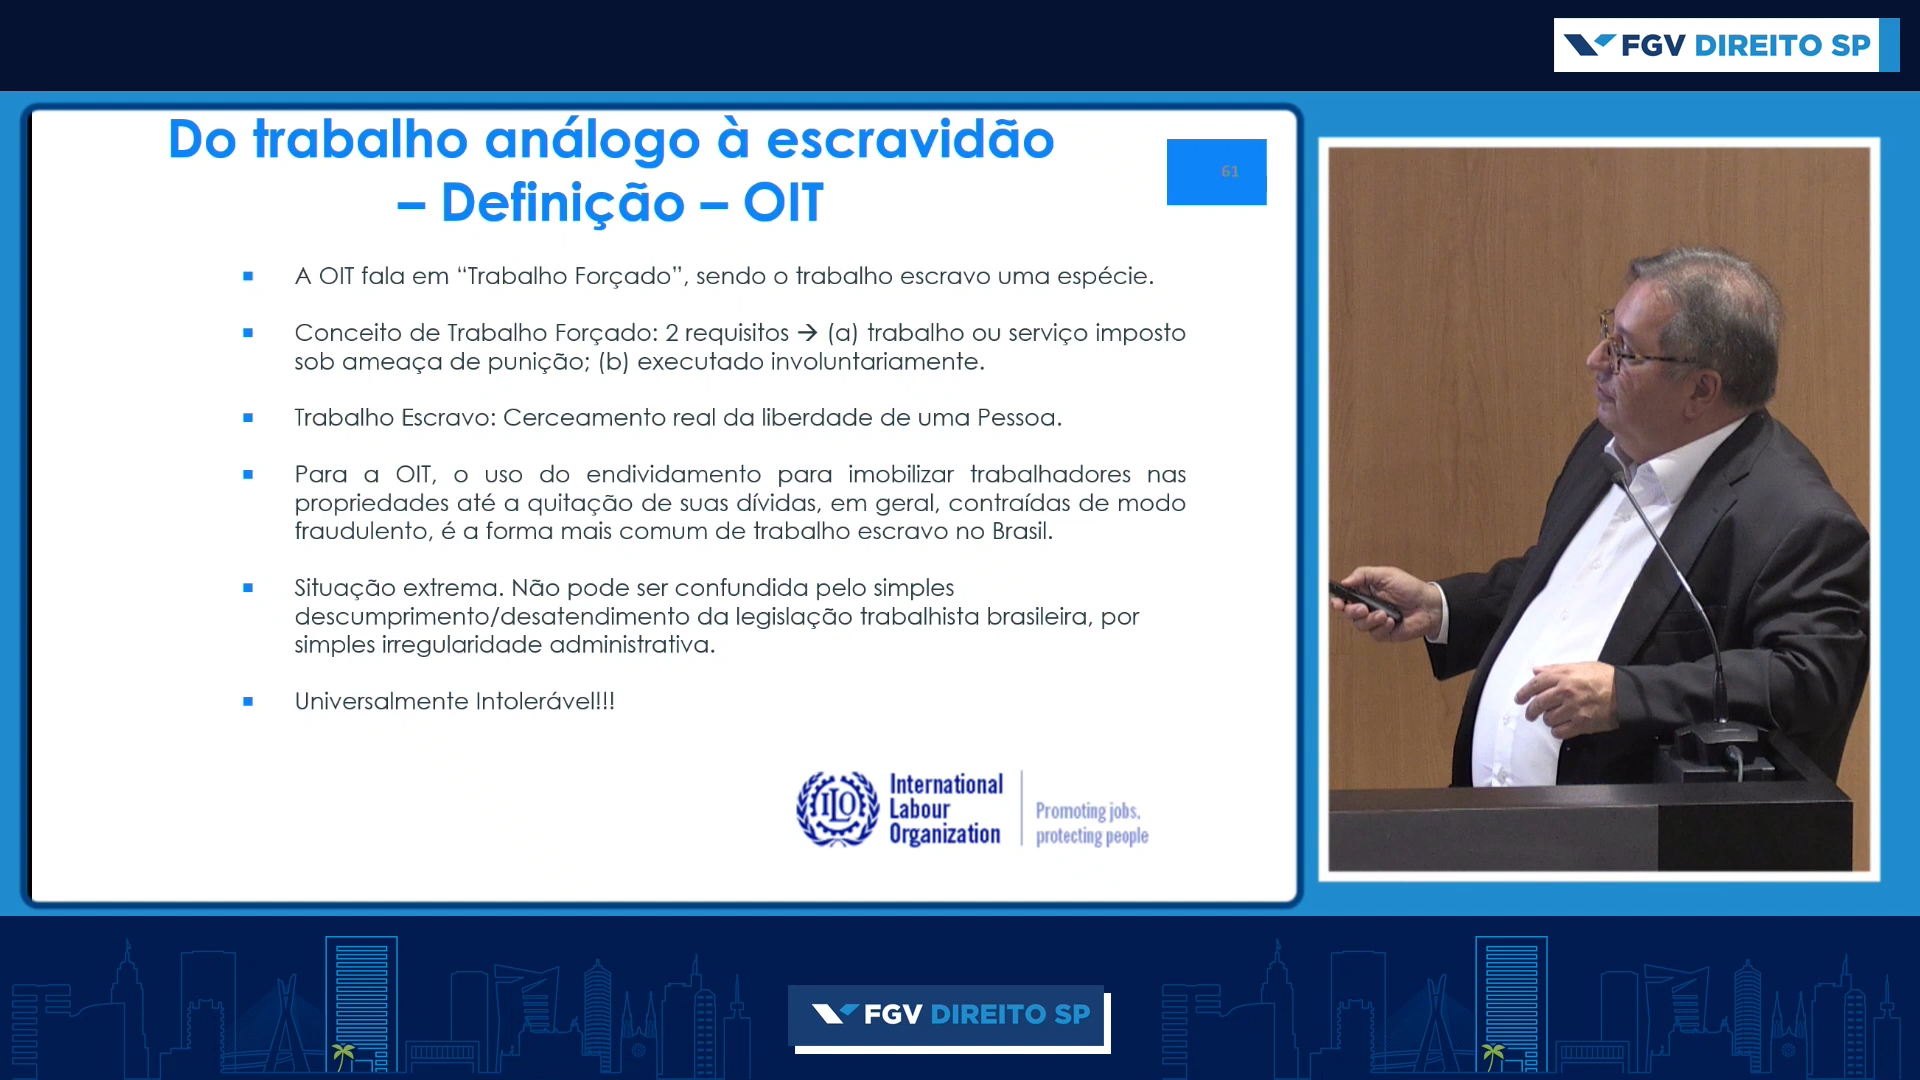 FGV DIREITO SP
Do trabalho análogo à escravidão
– Definição – OIT
61
▪ A OIT fala em “Trabalho Forçado”, sendo o trabalho escravo uma espécie.
▪ Conceito de Trabalho Forçado: 2 requisitos → (a) trabalho ou serviço imposto
sob ameaça de punição; (b) executado involuntariamente.
▪ Trabalho Escravo: Cerceamento real da liberdade de uma Pessoa.
▪ Para a OIT, o uso do endividamento para imobilizar trabalhadores nas
propriedades até a quitação de suas dívidas, em geral, contraídas de modo
fraudulento, é a forma mais comum de trabalho escravo no Brasil.
▪ Situação extrema. Não pode ser confundida pelo simples
descumprimento/desatendimento da legislação trabalhista brasileira, por
simples irregularidade administrativa.
▪ Universalmente Intolerável!!!
ILO
International
Labour
Organization
Promoting jobs,
protecting people
FGV DIREITO SP